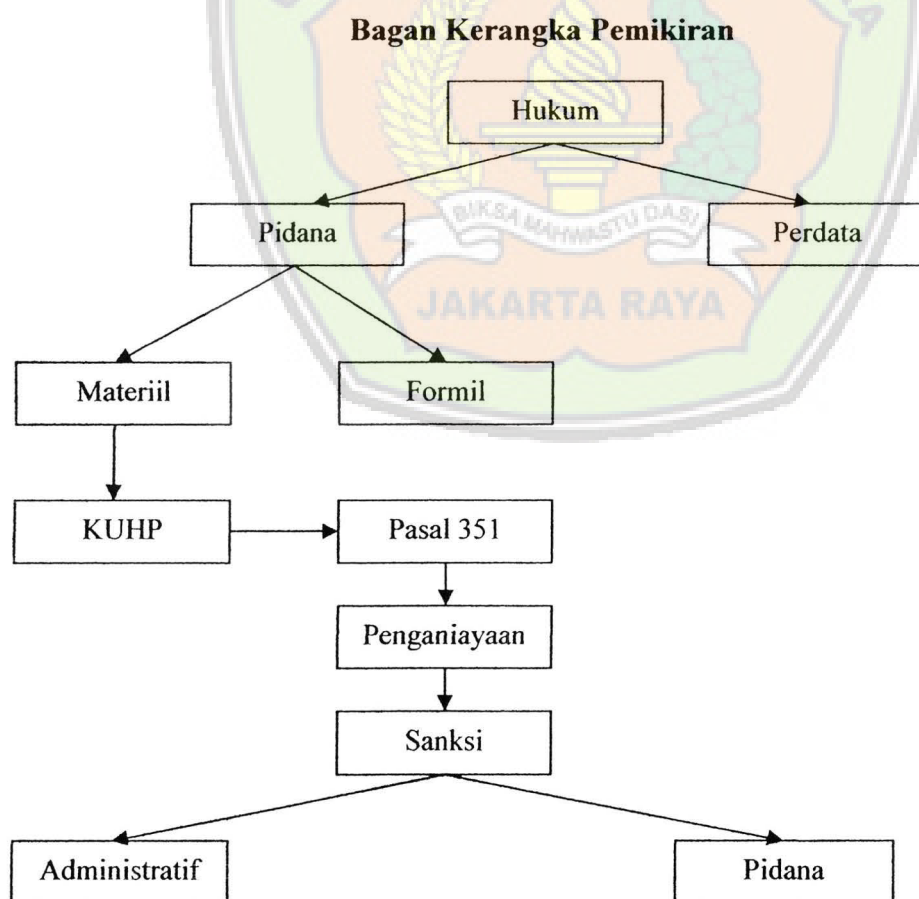 Bagan Kerangka Pemikiran
Hukum
Pidana
Perdata
BIKSA MAHWASTU DASA
JAKARTA RAYA
Materiil
Formil
KUHP
Pasal 351
Penganiayaan
Sanksi
Administratif
Pidana